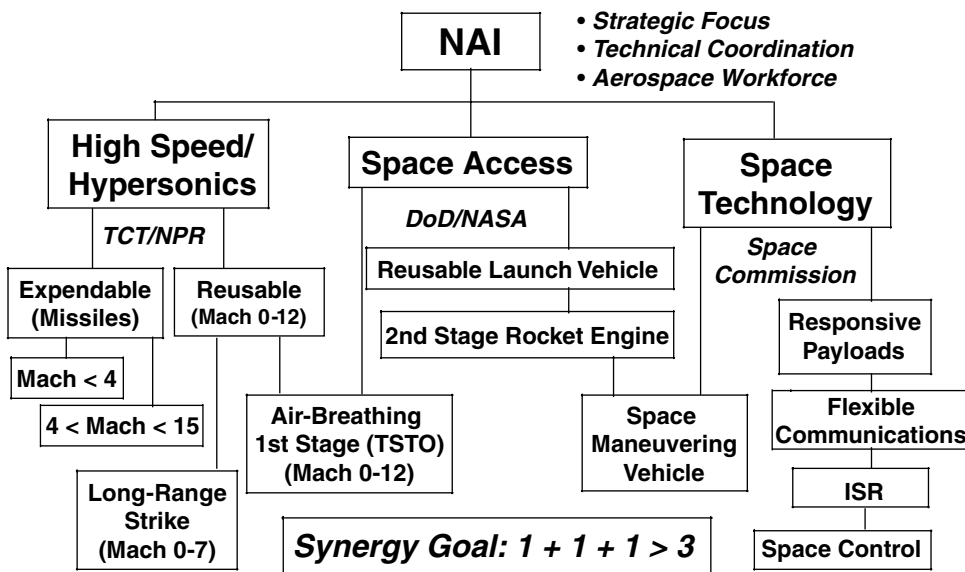 NAI
• Strategic Focus
• Technical Coordination
• Aerospace Workforce
High Speed/
Hypersonics
Space Access
Space
Technology
TCT/NPR
DoD/NASA
Space
Commission
Expendable
(Missiles)
Reusable
(Mach 0-12)
Reusable Launch Vehicle
2nd Stage Rocket Engine
Responsive
Payloads
Mach < 4
4 < Mach < 15
Air-Breathing
1st Stage (TSTO)
(Mach 0-12)
Space
Maneuvering
Vehicle
Flexible
Communications
Long-Range
Strike
(Mach 0-7)
ISR
Space Control
Synergy Goal: 1 + 1 + 1 > 3